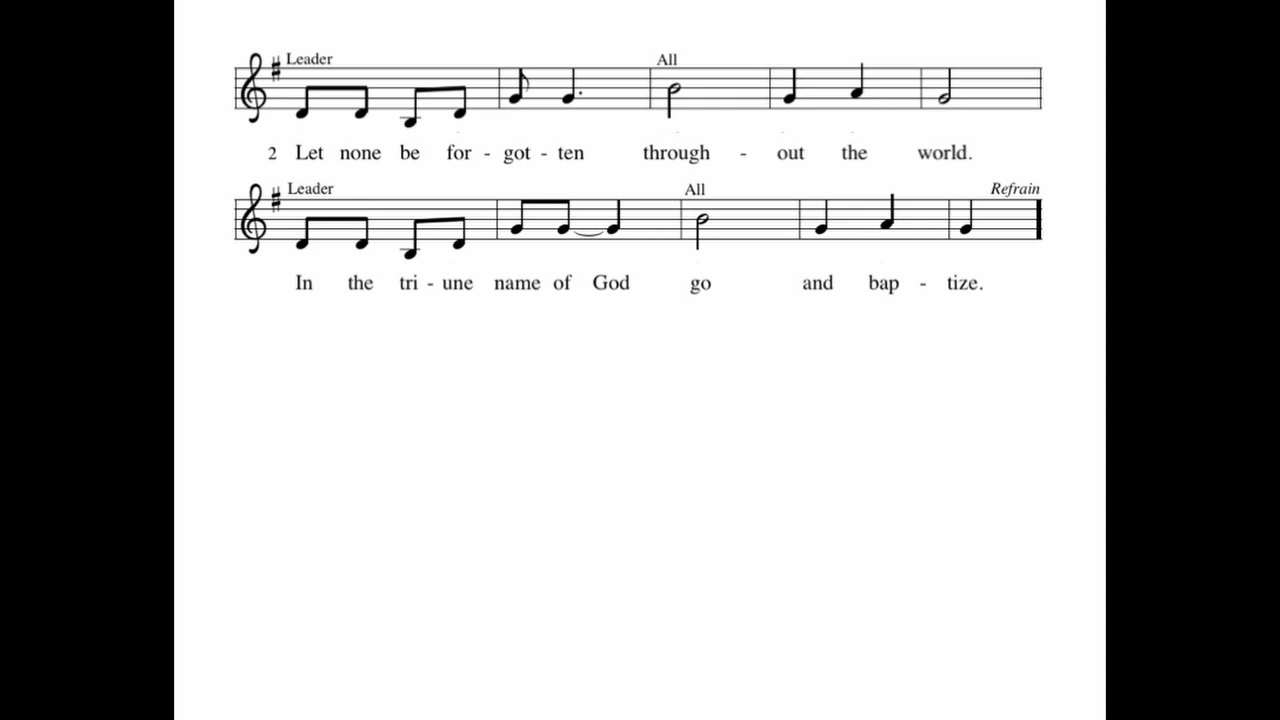 Leader All
2 Let none be for - got - ten through - out the world.
Leader All Refrain
In the tri - une name of God go and bap - tize.